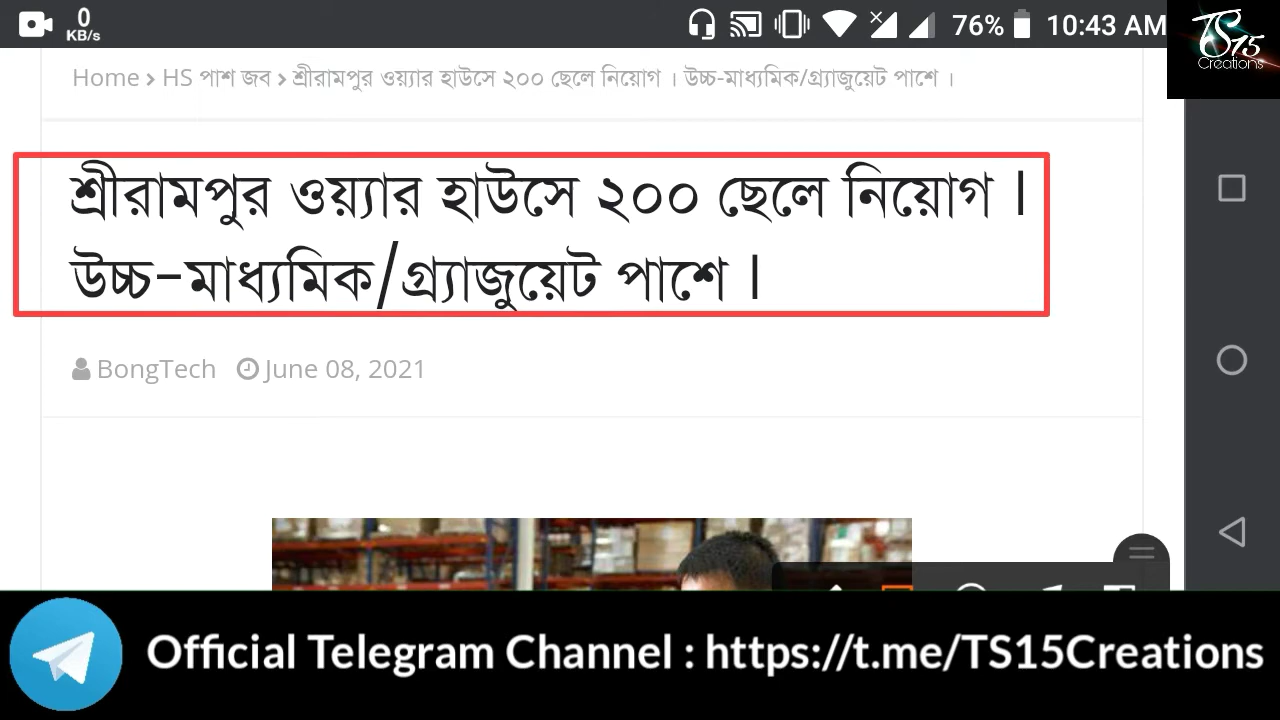 0
KB/s
76%
10:43 AM
TS15
Creations
Home › HS পাশ জব › শ্রীরামপুর ওয়্যার হাউসে ২০০ ছেলে নিয়োগ । উচ্চ-মাধ্যমিক/গ্র্যাজুয়েট পাশে ।
শ্রীরামপুর ওয়্যার হাউসে ২০০ ছেলে নিয়োগ ।
উচ্চ-মাধ্যমিক/গ্র্যাজুয়েট পাশে ।
BongTech June 08, 2021
Official Telegram Channel : https://t.me/TS15Creations